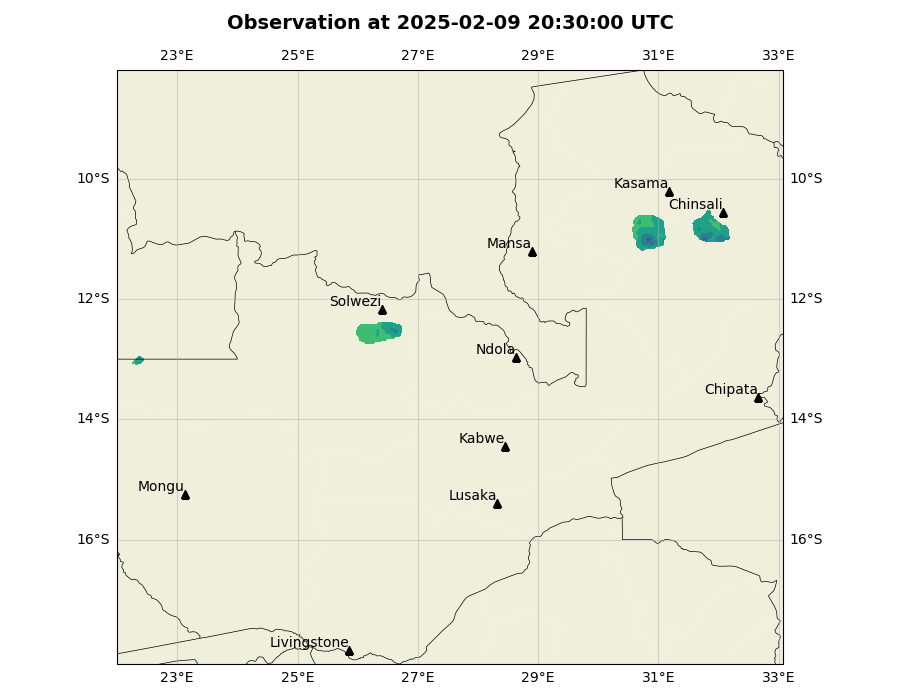 Observation at 2025-02-09 20:30:00 UTC
23°E 25°E 27°E 29°E 31°E 33°E
10°S 10°S
Kasama
Chinsali
Mansa
12°S 12°S
Solwezi
Ndola
Chipata
14°S 14°S
Kabwe
Mongu
Lusaka
16°S 16°S
Livingstone
23°E 25°E 27°E 29°E 31°E 33°E